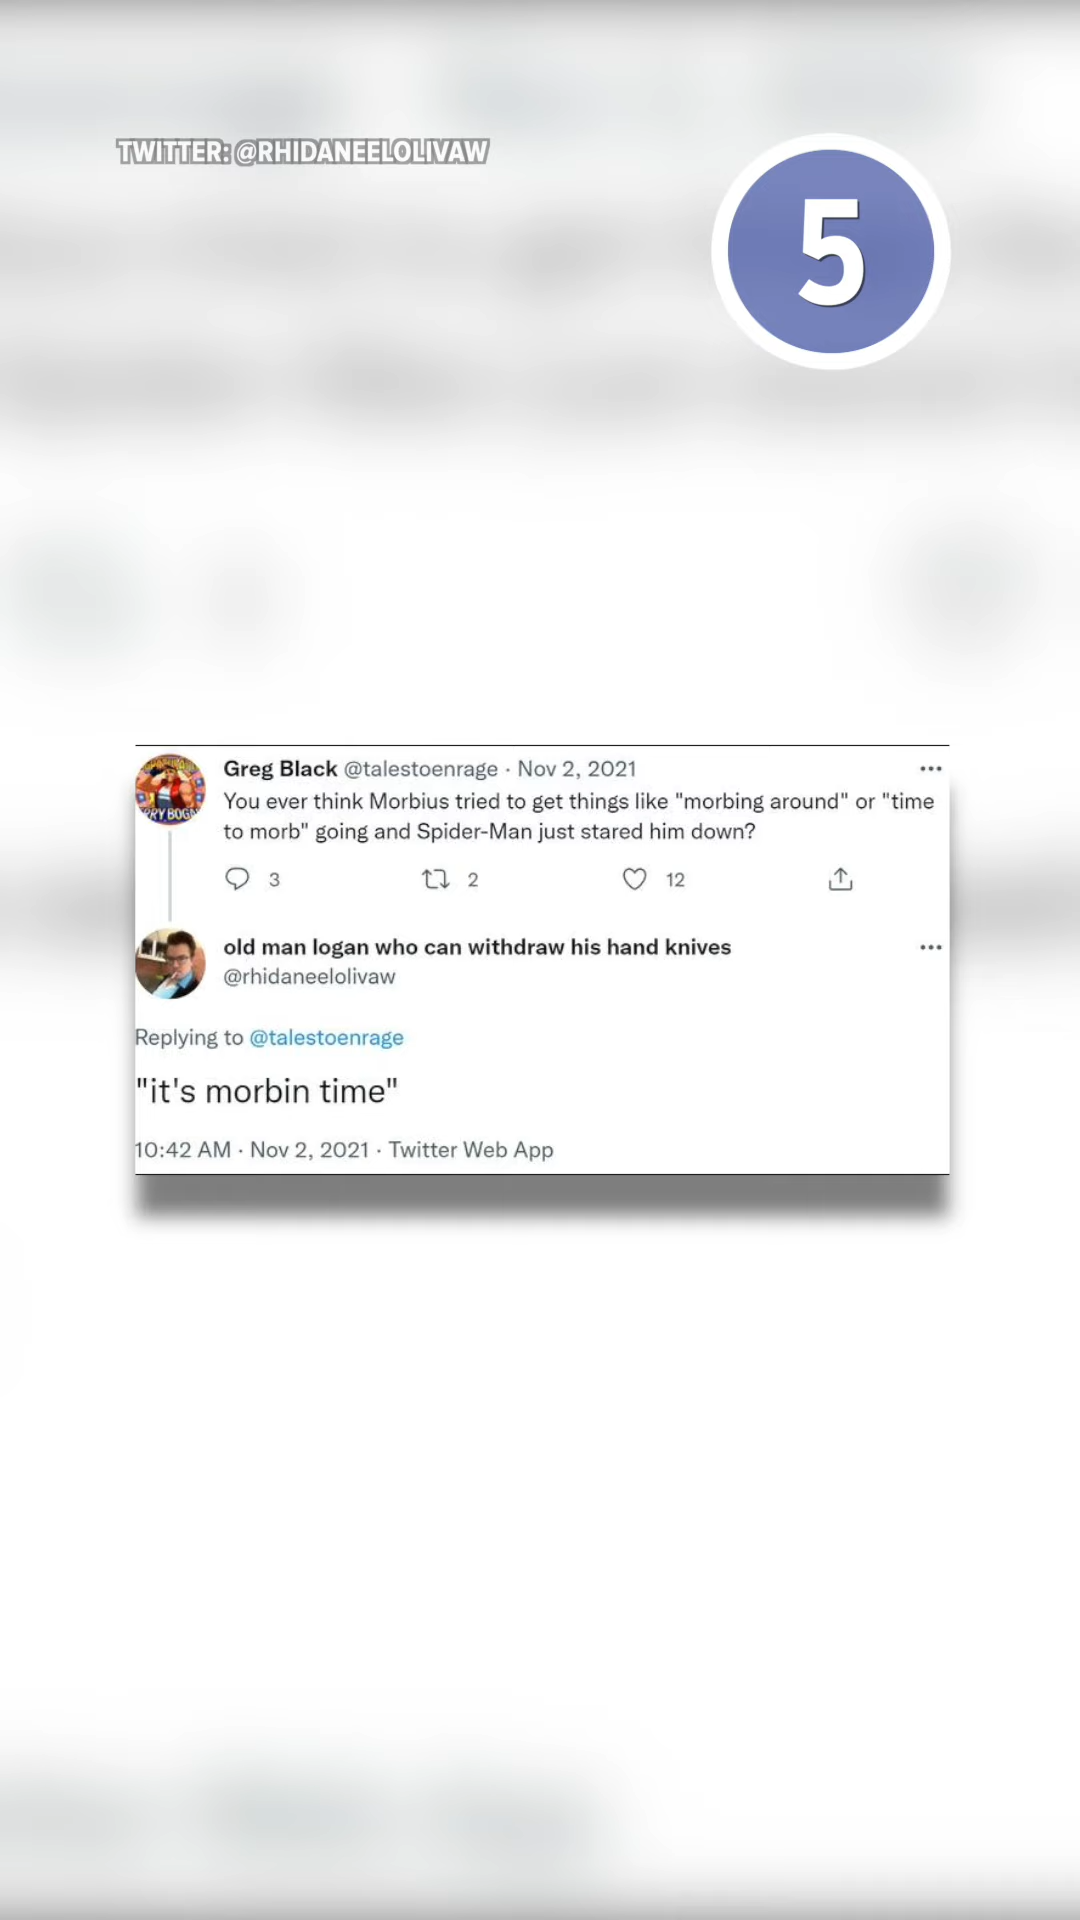 TWITTER: @RHIDANEELOLIVAW
5
Greg Black @talestoenrage · Nov 2, 2021
You ever think Morbius tried to get things like "morbing around" or "time
to morb" going and Spider-Man just stared him down?
3 2 12
old man logan who can withdraw his hand knives
@rhidaneelolivaw
Replying to @talestoenrage
"it's morbin time"
10:42 AM · Nov 2, 2021 · Twitter Web App